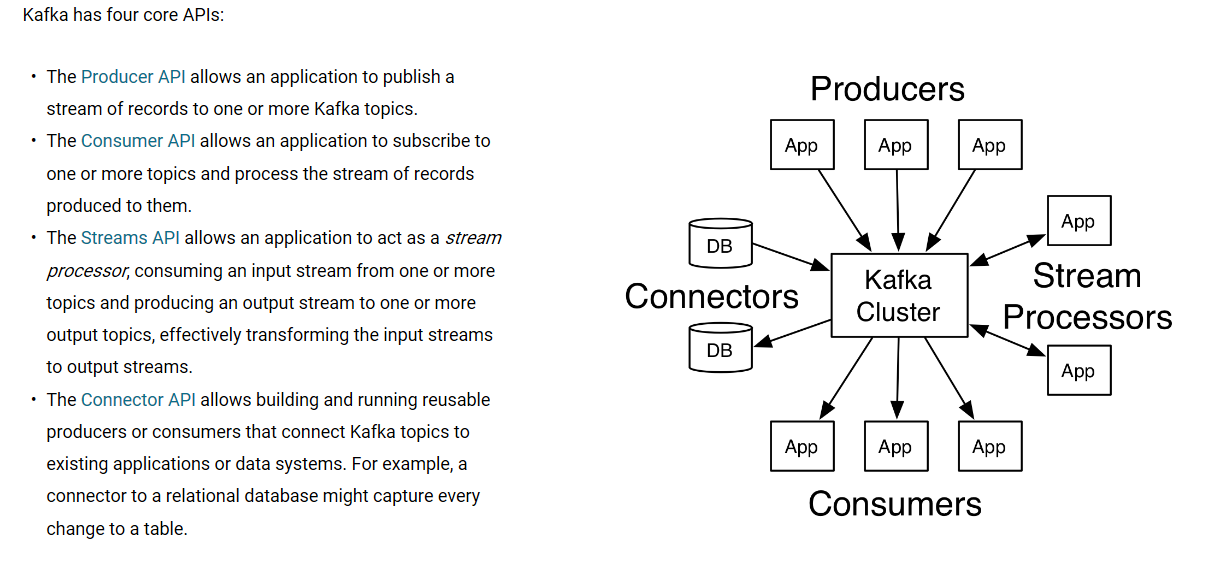 Kafka has four core APIs:
• The Producer API allows an application to publish a
stream of records to one or more Kafka topics.
• The Consumer API allows an application to subscribe to
one or more topics and process the stream of records
produced to them.
• The Streams API allows an application to act as a stream
processor, consuming an input stream from one or more
topics and producing an output stream to one or more
output topics, effectively transforming the input streams
to output streams.
• The Connector API allows building and running reusable
producers or consumers that connect Kafka topics to
existing applications or data systems. For example, a
connector to a relational database might capture every
change to a table.
Producers
App
App
App
DB
App
Connectors
Kafka
Cluster
Stream
Processors
DB
App
App
App
App
Consumers